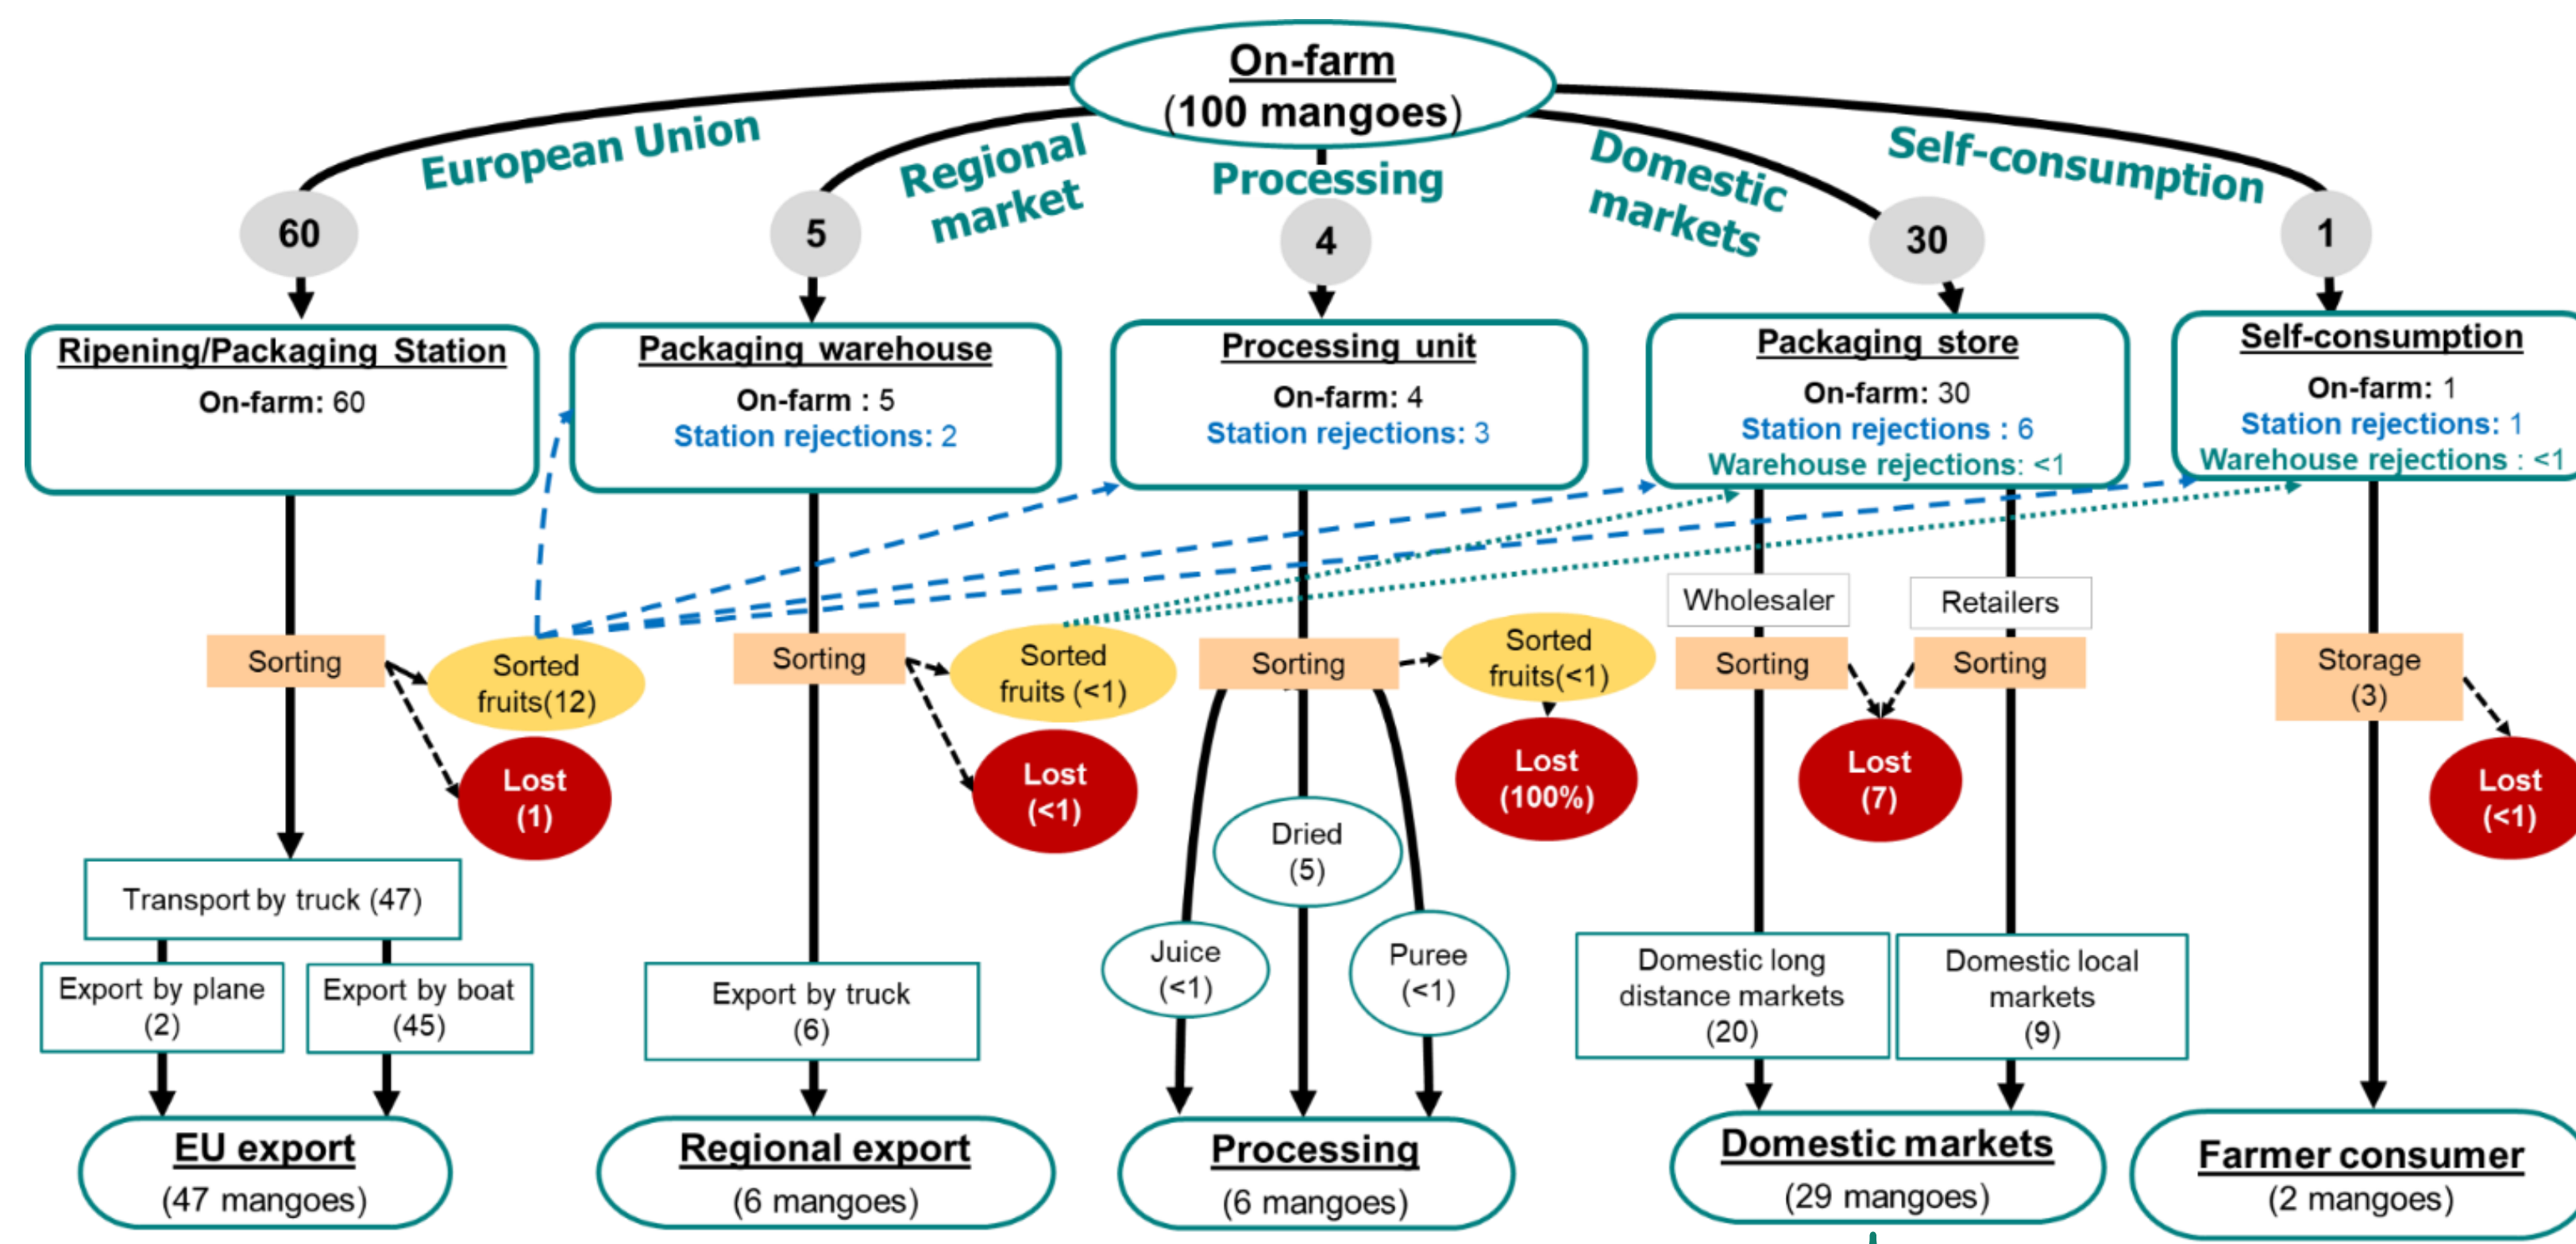 On-farm
(100 mangoes)
European Union
Regional
market
Processing
Domestic
markets
Self-consumption
60
5
4
30
1
Ripening/Packaging Station
On-farm: 60
Packaging warehouse
On-farm : 5
Station rejections: 2
Processing unit
On-farm: 4
Station rejections: 3
Packaging store
On-farm: 30
Station rejections : 6
Warehouse rejections: <1
Self-consumption
On-farm: 1
Station rejections: 1
Warehouse rejections : <1
Sorting
Sorted
fruits(12)
Lost
(1)
Sorting
Sorted
fruits (<1)
Lost
(<1)
Sorting
Sorted
fruits(<1)
Lost
(100%)
Wholesaler
Sorting
Retailers
Sorting
Lost
(7)
Storage
(3)
Lost
(<1)
Transport by truck (47)
Export by plane
(2)
Export by boat
(45)
Export by truck
(6)
Juice
(<1)
Dried
(5)
Puree
(<1)
Domestic long
distance markets
(20)
Domestic local
markets
(9)
EU export
(47 mangoes)
Regional export
(6 mangoes)
Processing
(6 mangoes)
Domestic markets
(29 mangoes)
Farmer consumer
(2 mangoes)